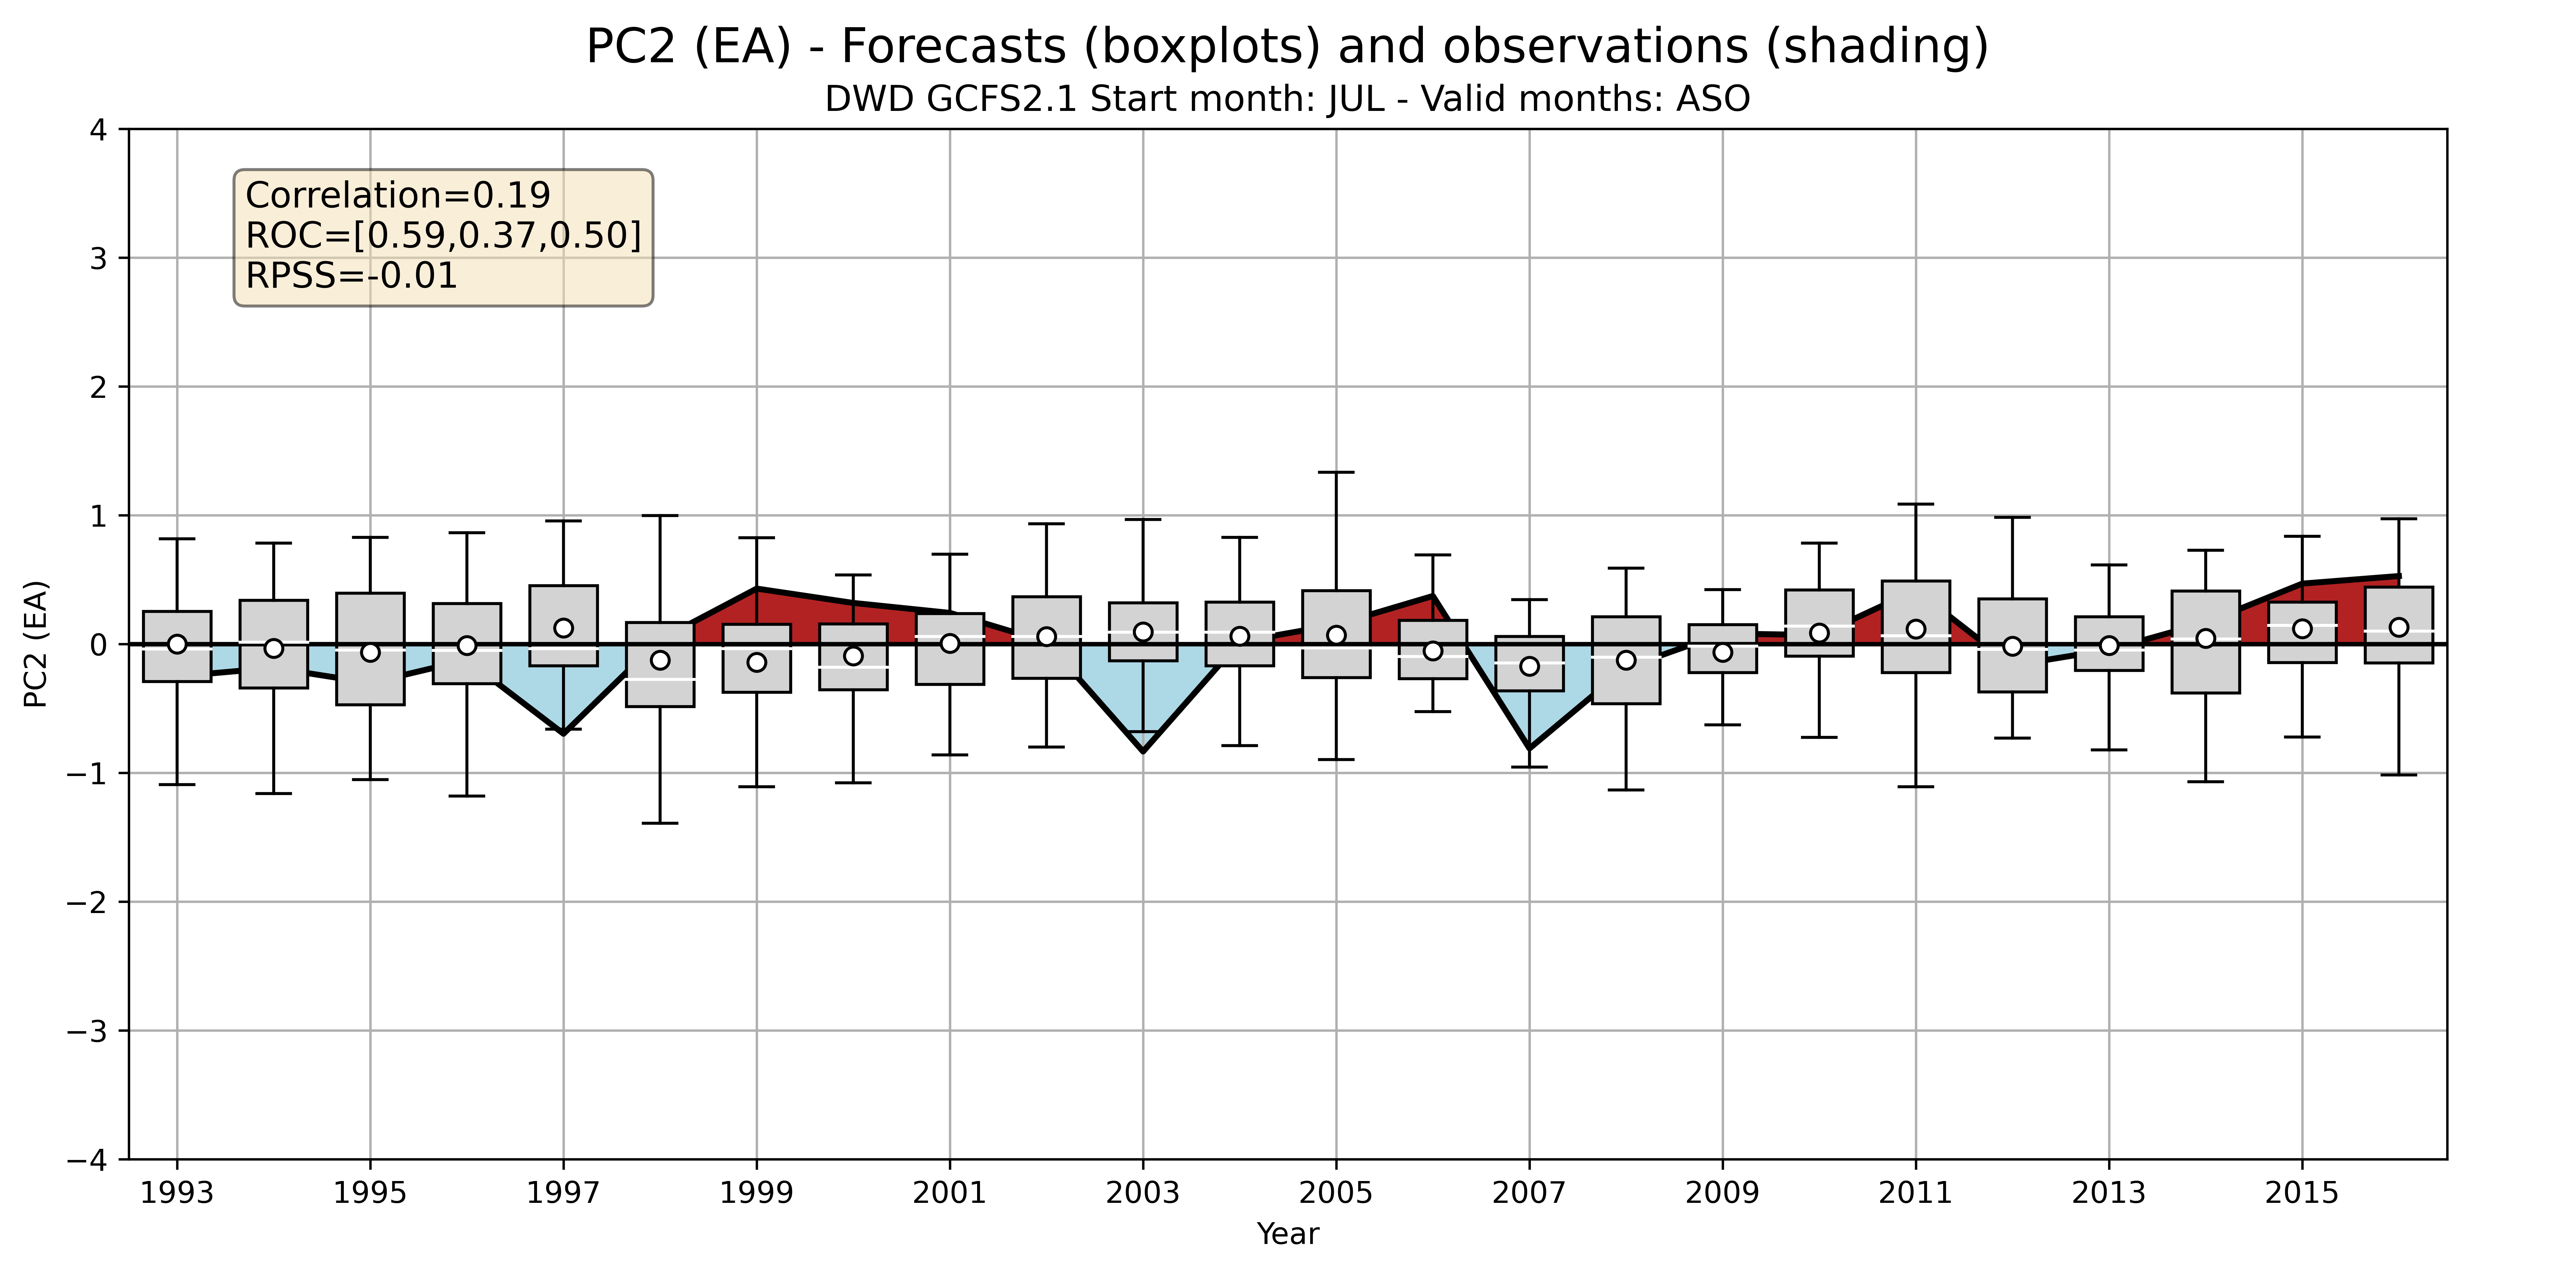 PC2 (EA) - Forecasts (boxplots) and observations (shading)
DWD GCFS2.1 Start month: JUL - Valid months: ASO
Correlation=0.19
ROC=[0.59,0.37,0.50]
RPSS=-0.01
PC2 (EA)
4
3
2
1
0
−1
−2
−3
−4
1993 1995 1997 1999 2001 2003 2005 2007 2009 2011 2013 2015
Year